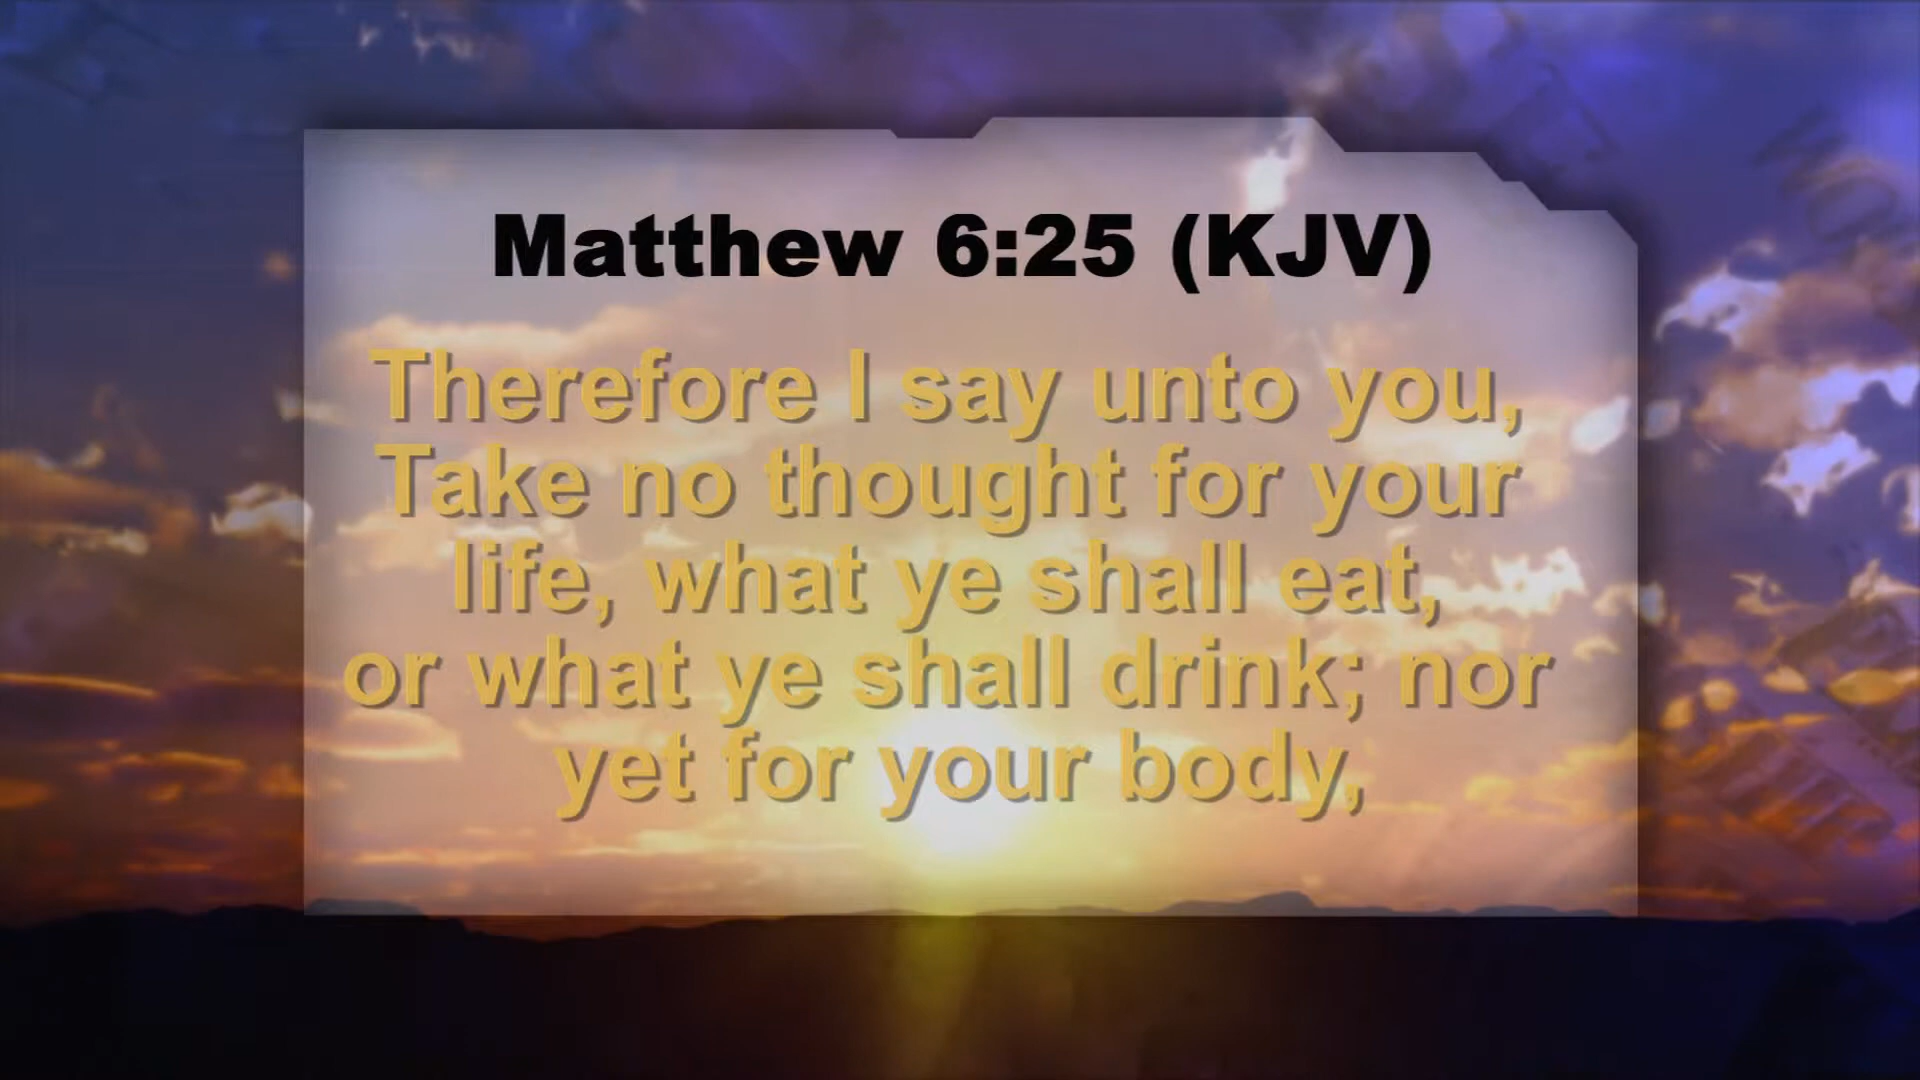 Matthew 6:25 (KJV)
Therefore I say unto you,
Take no thought for your
life, what ye shall eat,
or what ye shall drink; nor
yet for your body,